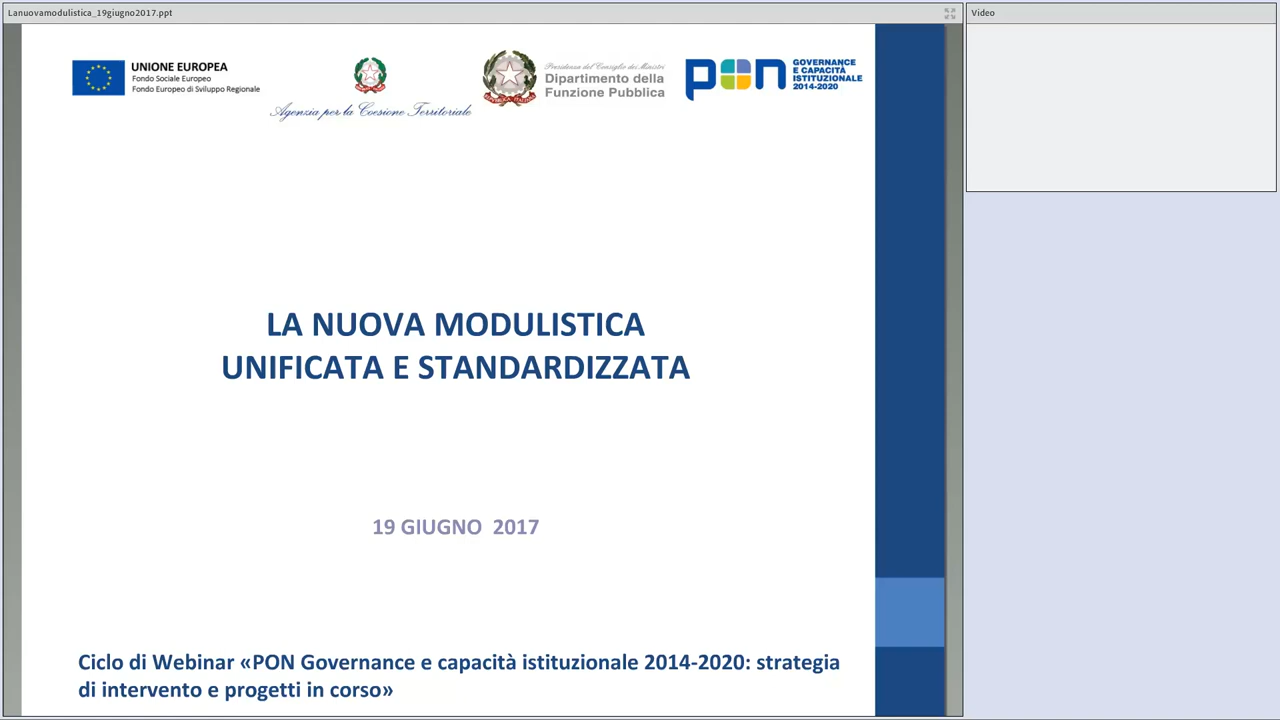 Lanuovamodulistica_19giugno2017.ppt
Video
UNIONE EUROPEA
Fondo Sociale Europeo
Fondo Europeo di Sviluppo Regionale
Agenzia per la Coesione Territoriale
Presidenza del Consiglio dei Ministri
Dipartimento della
Funzione Pubblica
pon
GOVERNANCE
E CAPACITÀ
ISTITUZIONALE
2014-2020
LA NUOVA MODULISTICA
UNIFICATA E STANDARDIZZATA
19 GIUGNO 2017
Ciclo di Webinar «PON Governance e capacità istituzionale 2014-2020: strategia
di intervento e progetti in corso»